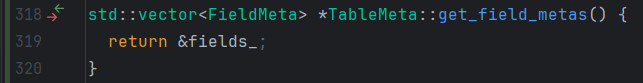 318 std::vector<FieldMeta> *TableMeta::get_field_metas() {
319 return &fields_;
320 }